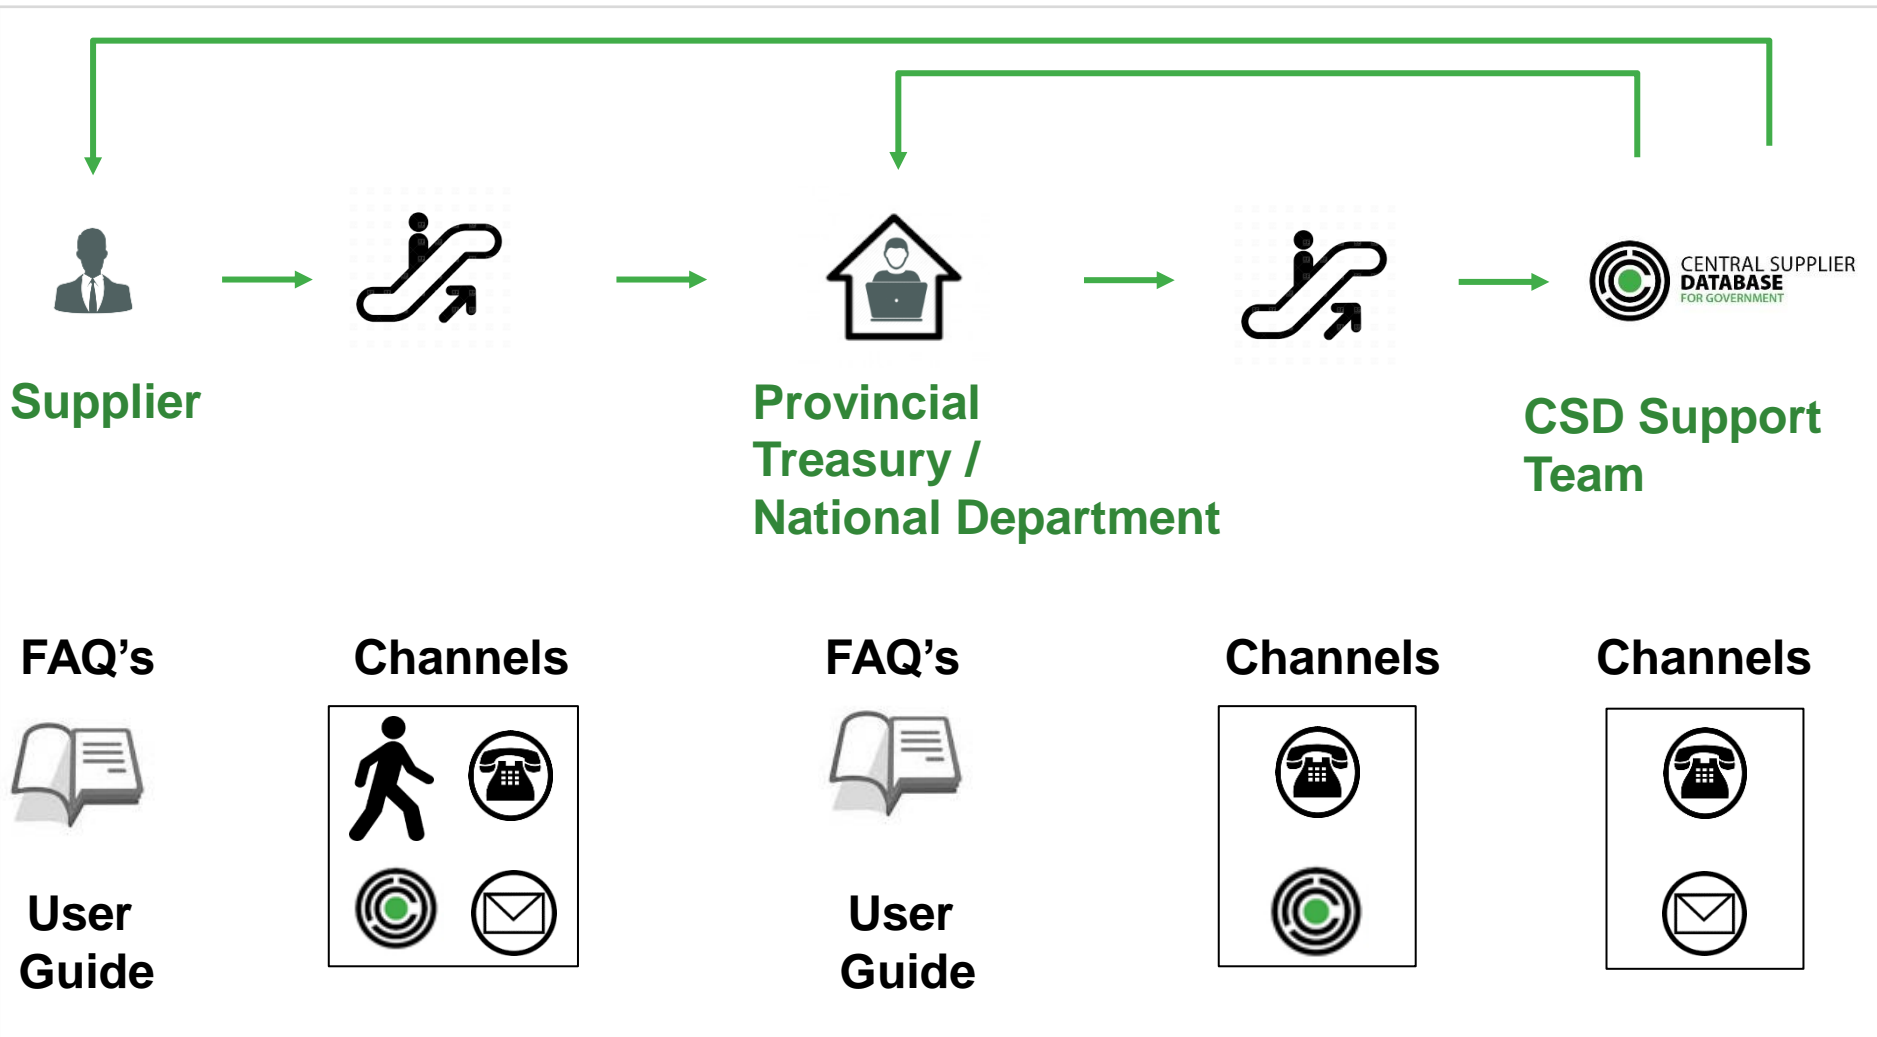 CENTRAL SUPPLIER
DATABASE
FOR GOVERNMENT
Supplier
Provincial
Treasury /
National Department
CSD Support
Team
FAQ’s
Channels
FAQ’s
Channels
Channels
User
Guide
User
Guide